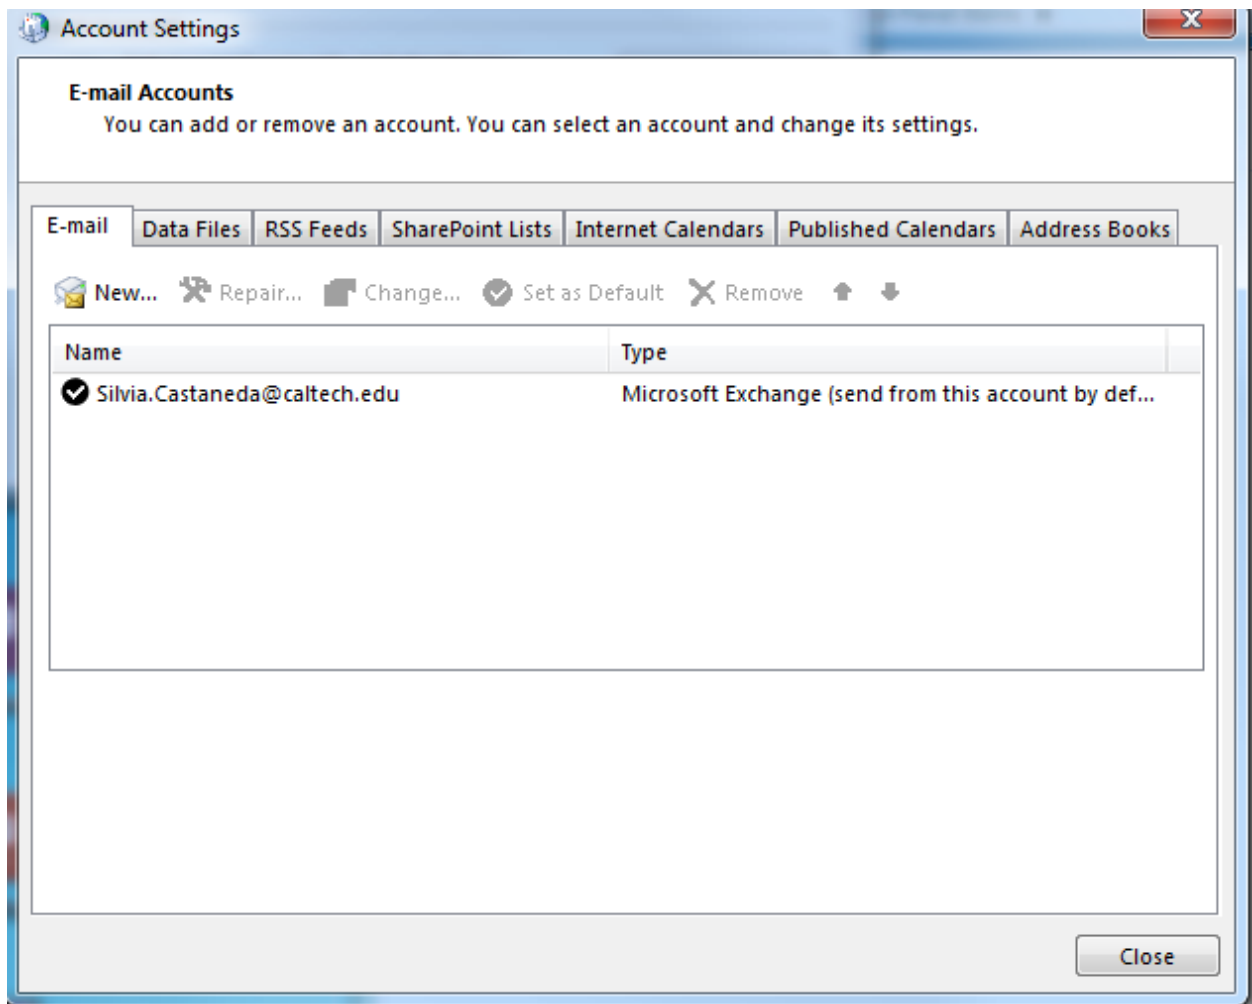 Account Settings
E-mail Accounts
You can add or remove an account. You can select an account and change its settings.
E-mail Data Files RSS Feeds SharePoint Lists Internet Calendars Published Calendars Address Books
New... Repair... Change... Set as Default Remove
Name Type
Silvia.Castaneda@caltech.edu Microsoft Exchange (send from this account by def...
Close